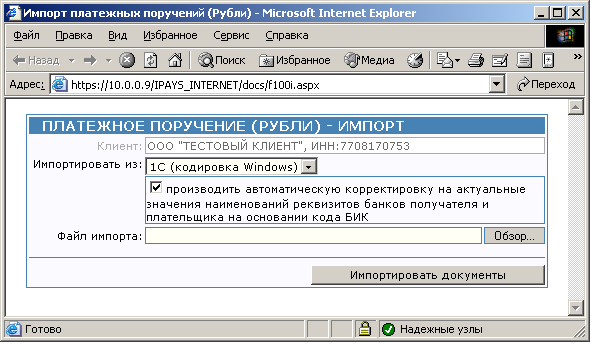 Импорт платежных поручений (Рубли) - Microsoft Internet Explorer
Файл Правка Вид Избранное Сервис Справка
Назад Поиск Избранное Медиа »
Адрес: https://10.0.0.9/IPAYS_INTERNET/docs/f100i.aspx Переход
ПЛАТЕЖНОЕ ПОРУЧЕНИЕ (РУБЛИ) - ИМПОРТ
Клиент: ООО "ТЕСТОВЫЙ КЛИЕНТ", ИНН:7708170753
Импортировать из: 1C (кодировка Windows)
производить автоматическую корректировку на актуальные
значения наименований реквизитов банков получателя и
плательщика на основании кода БИК
Файл импорта: Обзор...
Импортировать документы
Готово Надежные узлы